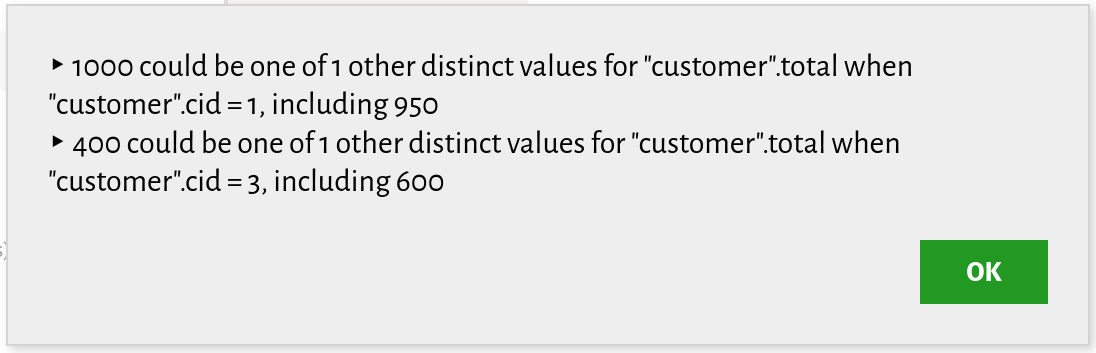 ‣ 1000 could be one of 1 other distinct values for "customer".total when
"customer".cid = 1, including 950
‣ 400 could be one of 1 other distinct values for "customer".total when
"customer".cid = 3, including 600
s)
OK